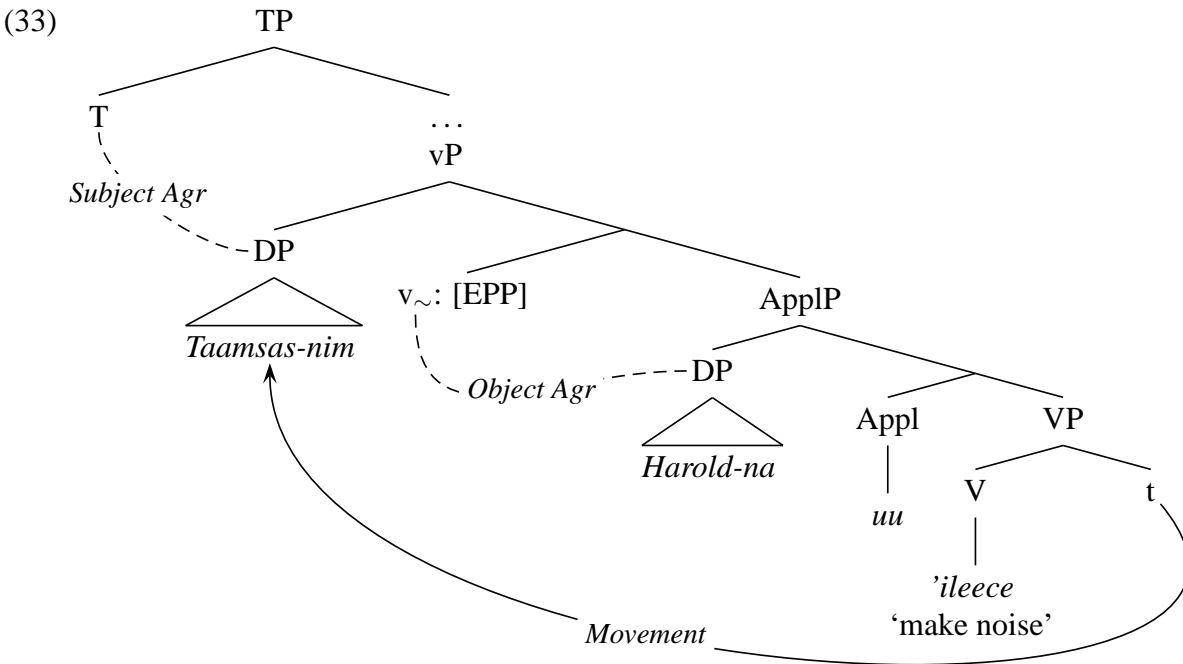 (33) TP
T
. . .
vP
Subject Agr
DP
v∼: [EPP]
ApplP
Taamsas-nim
Object Agr
DP
Appl
VP
Harold-na
V
t
uu
’ileece
‘make noise’
Movement